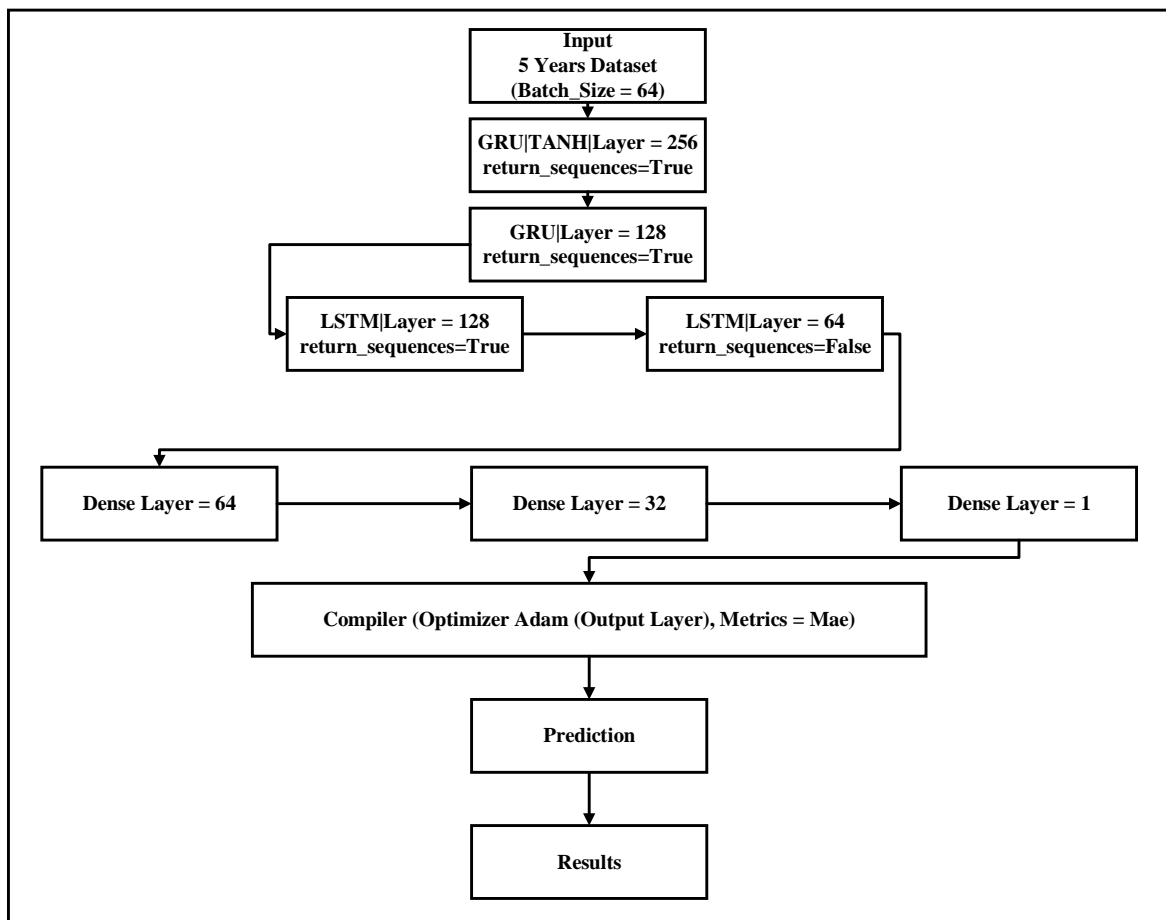 Input
5 Years Dataset
(Batch_Size = 64)
GRU|TANH|Layer = 256
return_sequences=True
GRU|Layer = 128
return_sequences=True
LSTM|Layer = 128
return_sequences=True
LSTM|Layer = 64
return_sequences=False
Dense Layer = 64
Dense Layer = 32
Dense Layer = 1
Compiler (Optimizer Adam (Output Layer), Metrics = Mae)
Prediction
Results